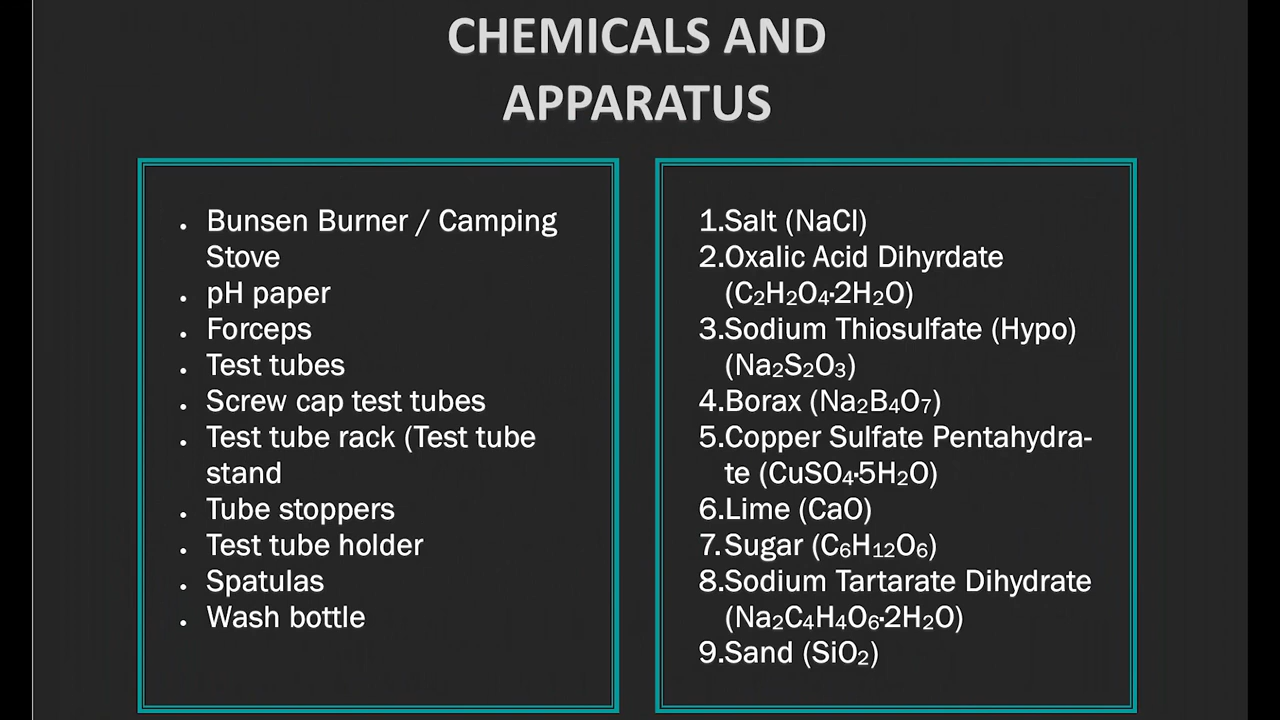 CHEMICALS AND
APPARATUS
. Bunsen Burner / Camping
Stove
. pH paper
. Forceps
. Test tubes
. Screw cap test tubes
. Test tube rack (Test tube
stand
. Tube stoppers
. Test tube holder
. Spatulas
. Wash bottle
1.Salt (NaCl)
2.Oxalic Acid Dihyrdate
(C₂H₂O₄·2H₂O)
3.Sodium Thiosulfate (Hypo)
(Na₂S₂O₃)
4.Borax (Na₂B₄O₇)
5.Copper Sulfate Pentahydra-
te (CuSO₄·5H₂O)
6.Lime (CaO)
7.Sugar (C₆H₁₂O₆)
8.Sodium Tartarate Dihydrate
(Na₂C₄H₄O₆·2H₂O)
9.Sand (SiO₂)